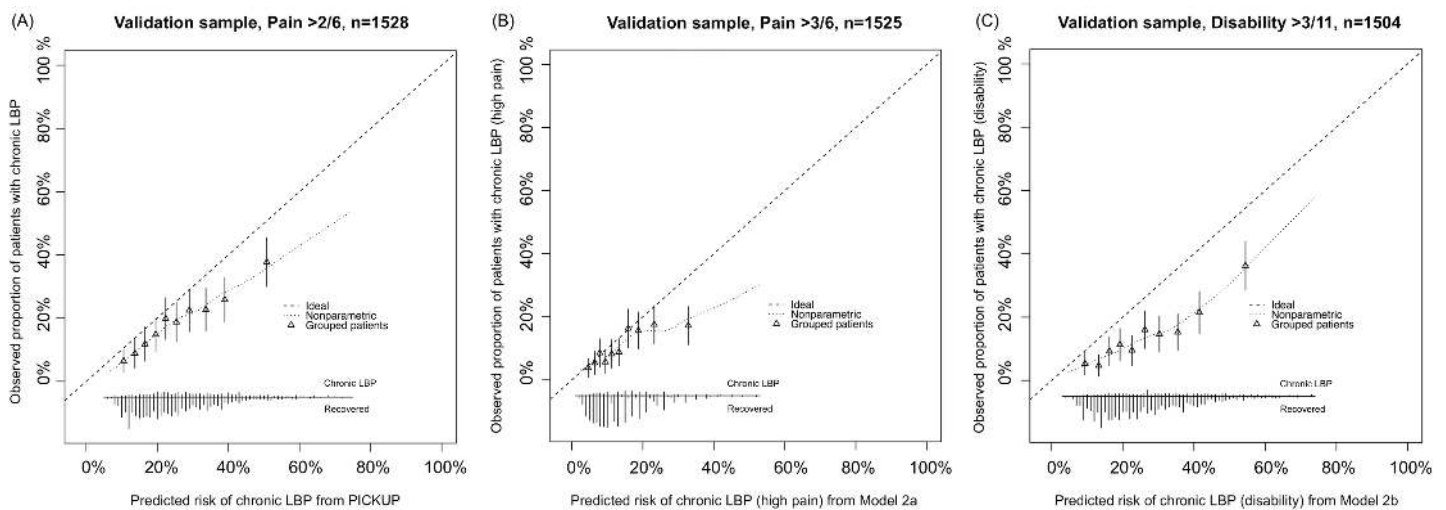 (A) Validation sample, Pain >2/6, n=1528
Observed proportion of patients with chronic LBP
100 %
80%
60%
40%
20%
0%
Ideal
Nonparametric
Grouped patients
Chronic LBP
Recovered
0% 20% 40% 60% 80% 100%
Predicted risk of chronic LBP from PICKUP
(B) Validation sample, Pain >3/6, n=1525
Observed proportion of patients with chronic LBP (high pain)
100 %
80%
60%
40%
20%
0%
Ideal
Nonparametric
Grouped patients
Chronic LBP
Recovered
0% 20% 40% 60% 80% 100%
Predicted risk of chronic LBP (high pain) from Model 2a
(C) Validation sample, Disability >3/11, n=1504
Observed proportion of patients with chronic LBP (disability)
100 %
80%
60%
40%
20%
0%
Ideal
Nonparametric
Grouped patients
Chronic LBP
Recovered
0% 20% 40% 60% 80% 100%
Predicted risk of chronic LBP (disability) from Model 2b